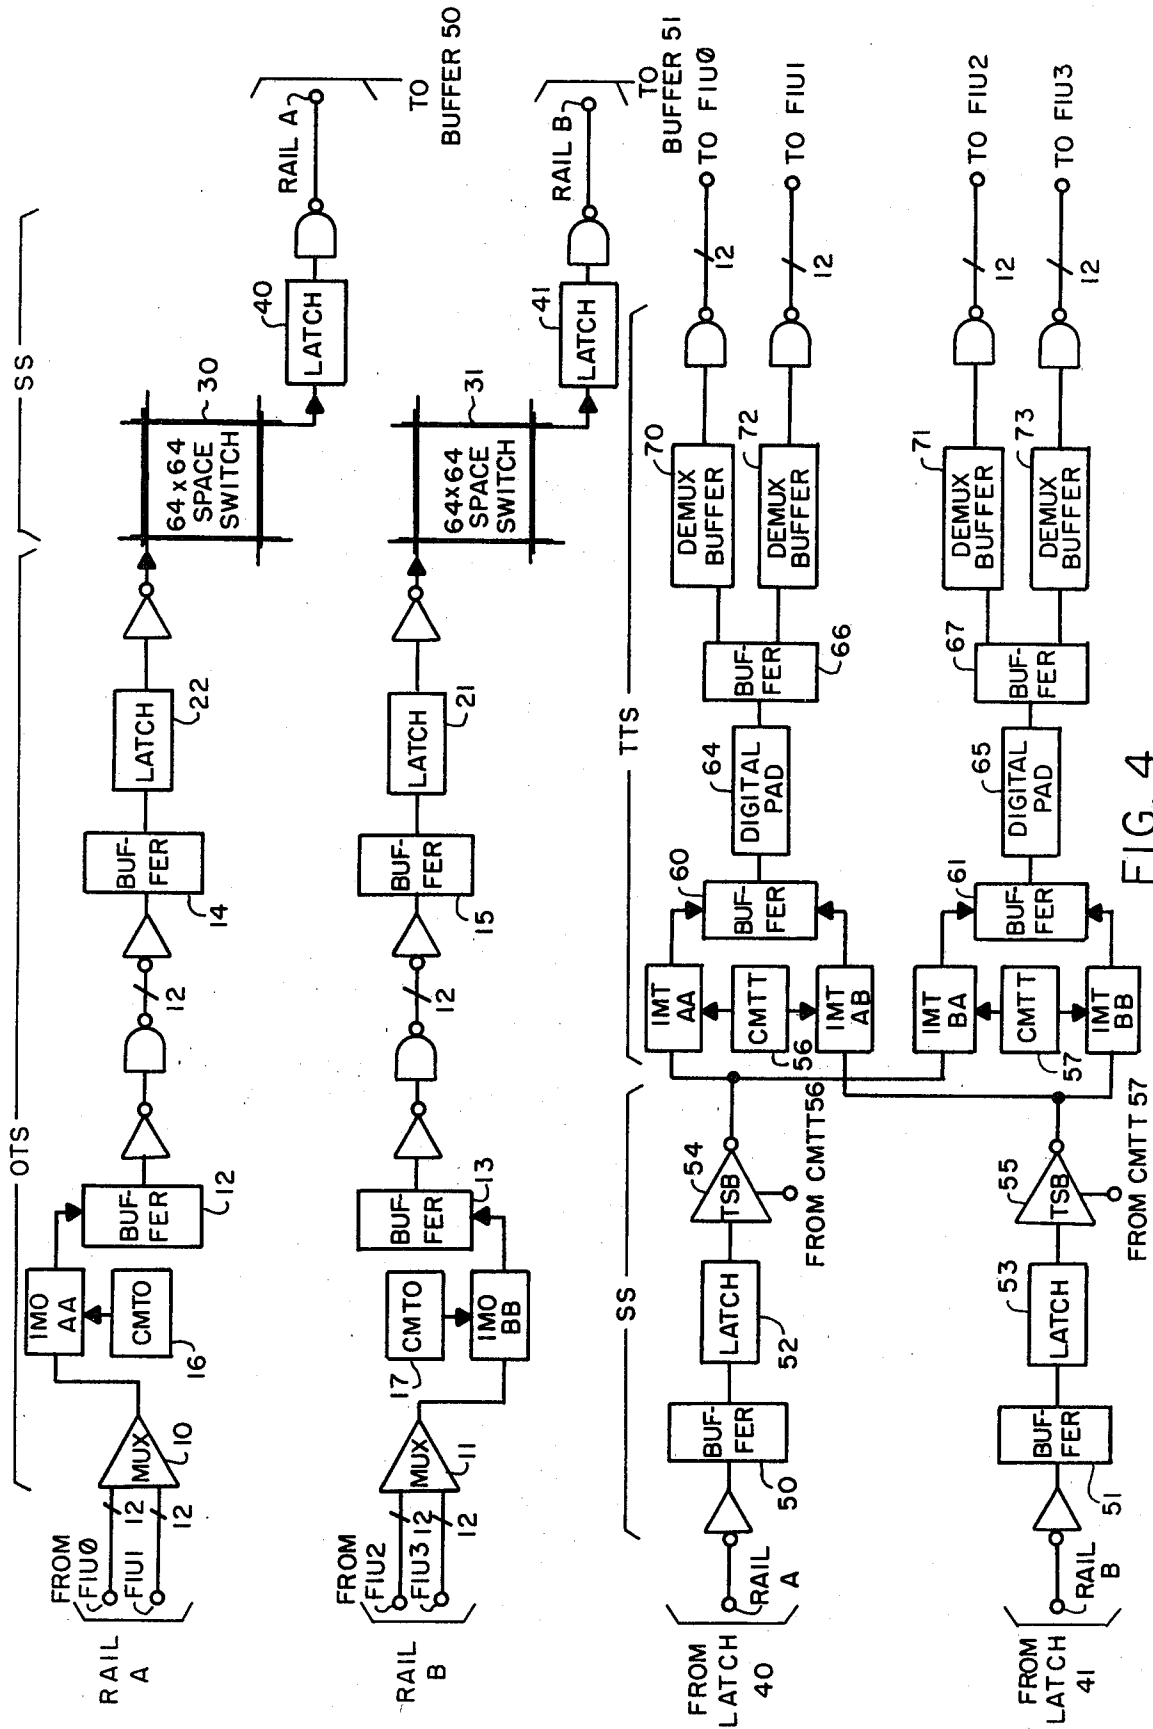 OTS
SS
RAIL
A
FROM
FIU0
FIU1
12
12
MUX
10
IMO
AA
CMTO
16
BUF-
FER
12
12
BUF-
FER
14
LATCH
22
64x64
SPACE
SWITCH
30
LATCH
40
RAIL A
TO
BUFFER 50
RAIL
B
FROM
FIU2
FIU3
12
12
MUX
11
CMTO
17
IMO
BB
BUF-
FER
13
12
BUF-
FER
15
LATCH
21
64x64
SPACE
SWITCH
31
LATCH
41
RAIL B
TO
BUFFER 51
SS
TTS
FROM
LATCH
40
RAIL
A
BUF-
FER
50
LATCH
52
TSB
54
FROM CMTT56
IMT
AA
CMTT
56
IMT
AB
BUF-
FER
60
DIGITAL
PAD
64
BUF-
FER
66
DEMUX
BUFFER
70
DEMUX
BUFFER
72
12
TO FIU0
12
TO FIU1
FROM
LATCH
41
RAIL
B
BUF-
FER
51
LATCH
53
TSB
55
FROM CMTT 57
IMT
BA
CMTT
57
IMT
BB
BUF-
FER
61
DIGITAL
PAD
65
BUF-
FER
67
DEMUX
BUFFER
71
DEMUX
BUFFER
73
12
TO FIU2
12
TO FIU3
FIG. 4